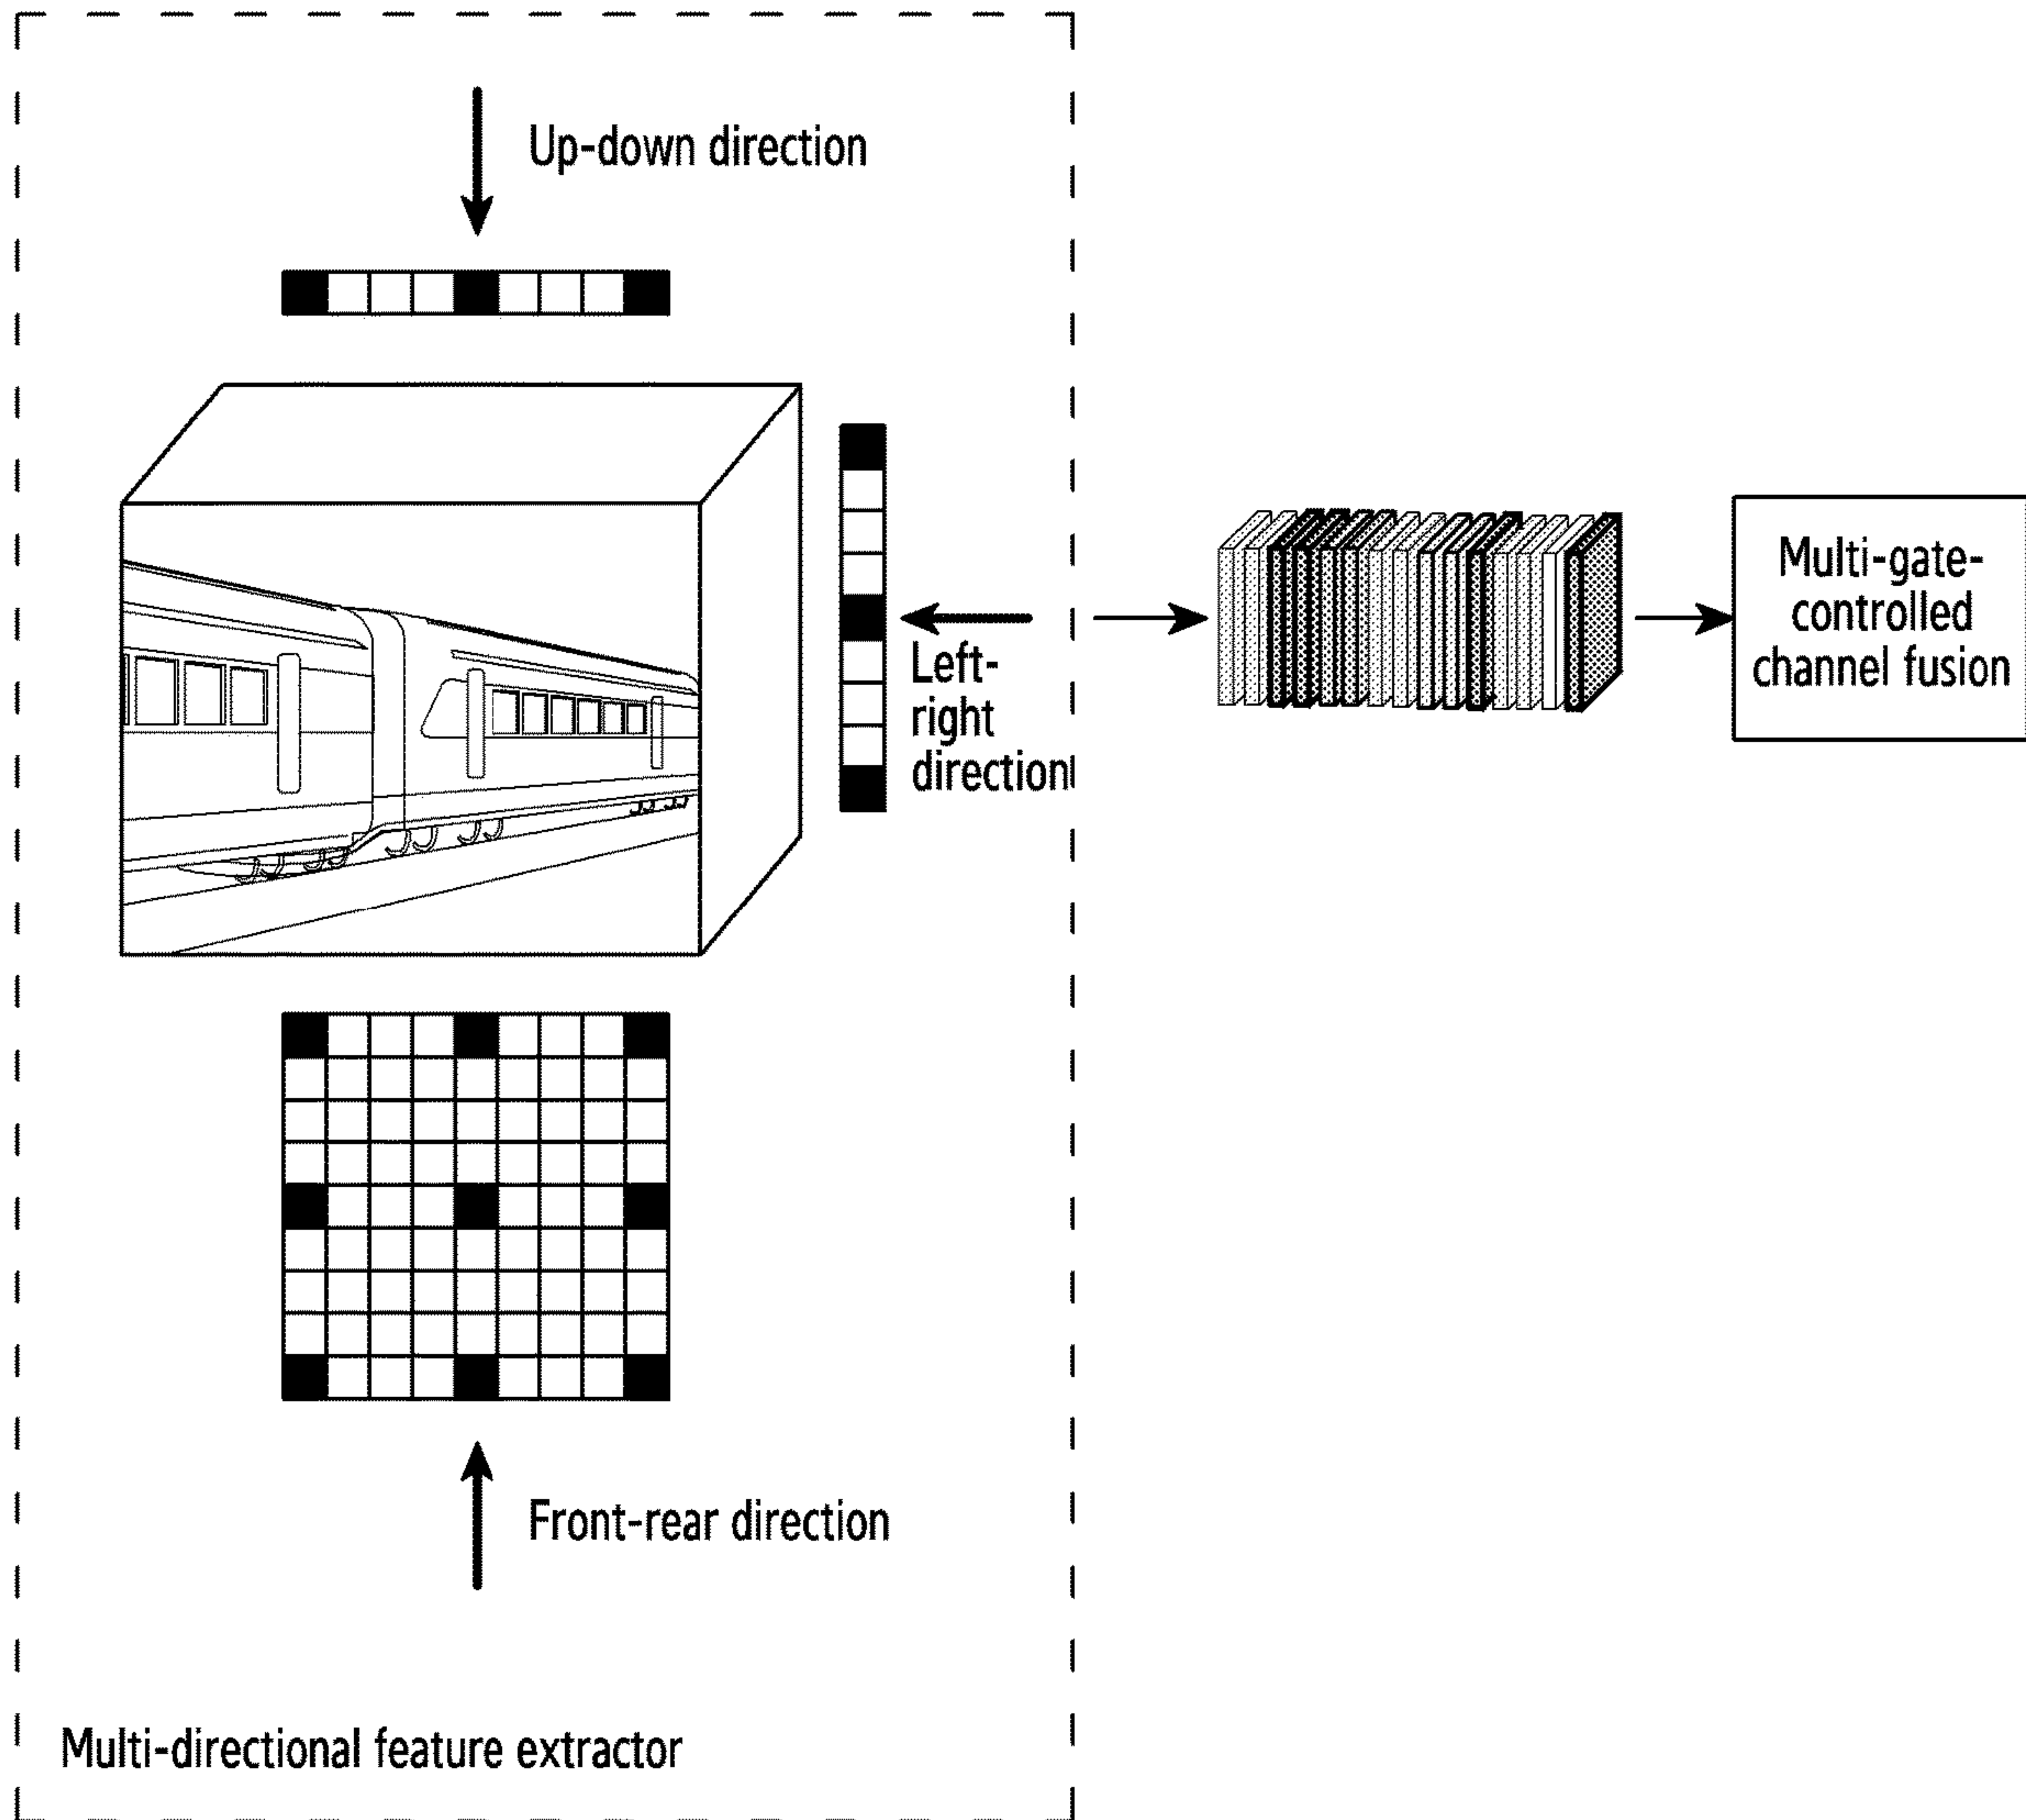 Up-down direction
Left-
right
direction
Multi-gate-
controlled
channel fusion
Front-rear direction
Multi-directional feature extractor